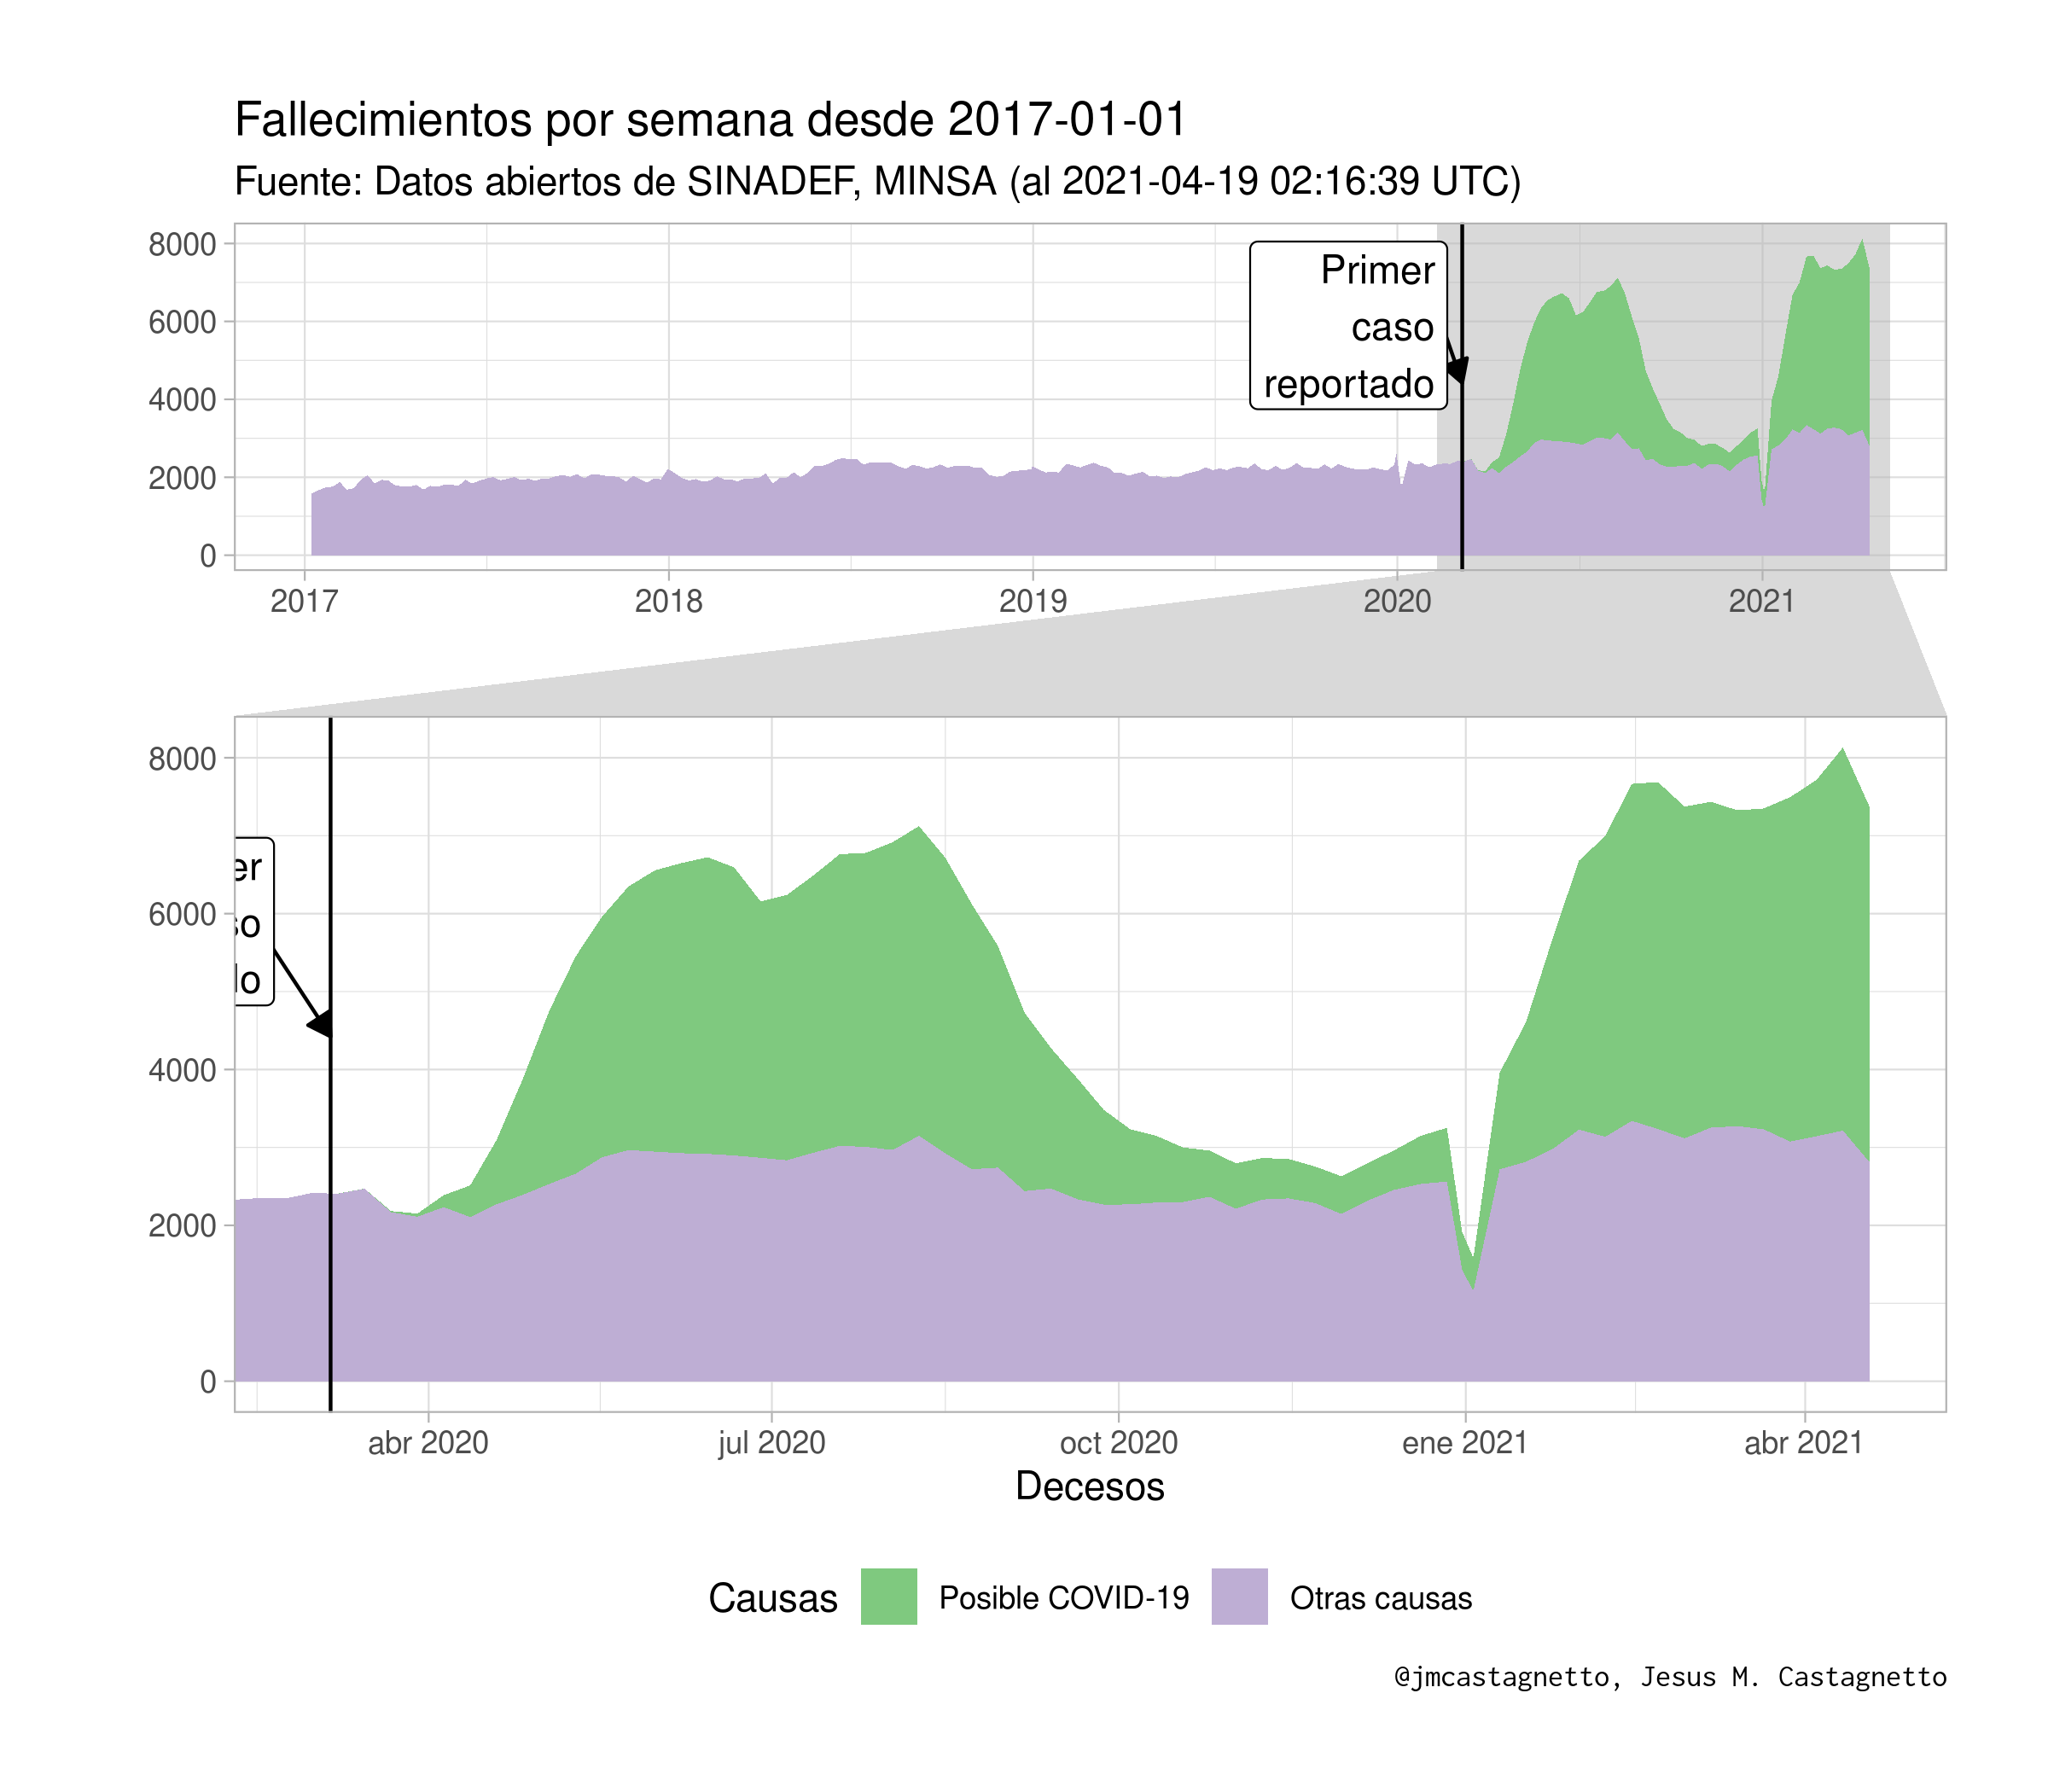 Fallecimientos por semana desde 2017-01-01
Fuente: Datos abiertos de SINADEF, MINSA (al 2021-04-19 02:16:39 UTC)
8000
6000
4000
2000
0
Primer
caso
reportado
2017 2018 2019 2020 2021
8000
6000
4000
2000
0
er
so
do
abr 2020 jul 2020 oct 2020 ene 2021 abr 2021
Decesos
Causas Posible COVID-19 Otras causas
@jmcastagnetto, Jesus M. Castagnetto